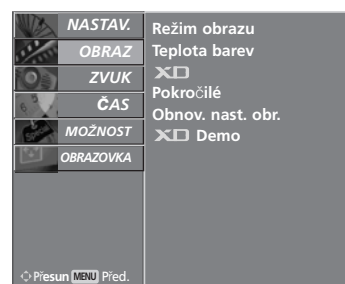 NASTAV.
OBRAZ
ZVUK
ČAS
MOŽNOST
OBRAZOVKA
Režim obrazu
Teplota barev
XD
Pokročilé
Obnov. nast. obr.
XD Demo
Přesun MENU Před.